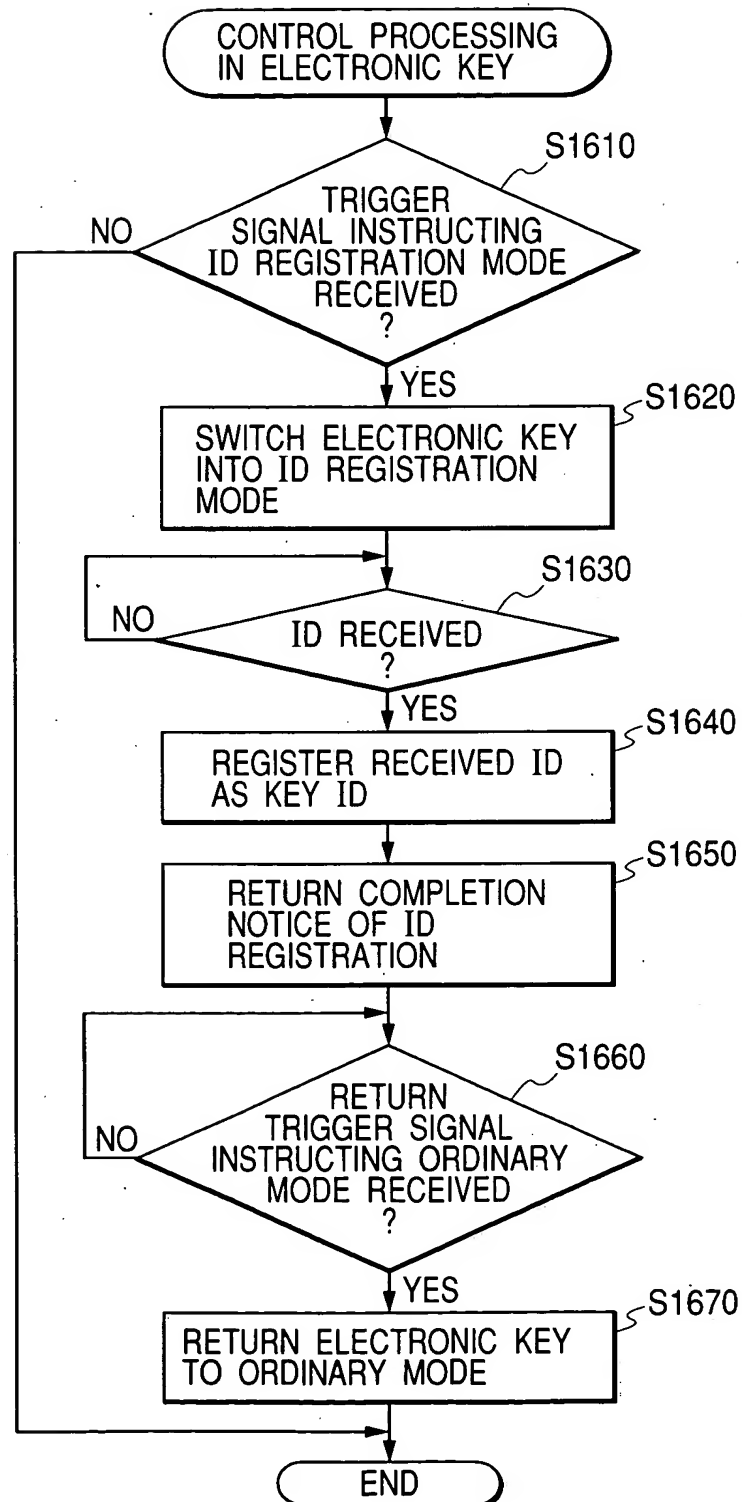 CONTROL PROCESSING
IN ELECTRONIC KEY
S1610
TRIGGER
SIGNAL INSTRUCTING
ID REGISTRATION MODE
RECEIVED
?
NO
YES
S1620
SWITCH ELECTRONIC KEY
INTO ID REGISTRATION
MODE
S1630
NO
ID RECEIVED
?
YES
S1640
REGISTER RECEIVED ID
AS KEY ID
S1650
RETURN COMPLETION
NOTICE OF ID
REGISTRATION
S1660
RETURN
TRIGGER SIGNAL
INSTRUCTING ORDINARY
MODE RECEIVED
?
NO
YES
S1670
RETURN ELECTRONIC KEY
TO ORDINARY MODE
END